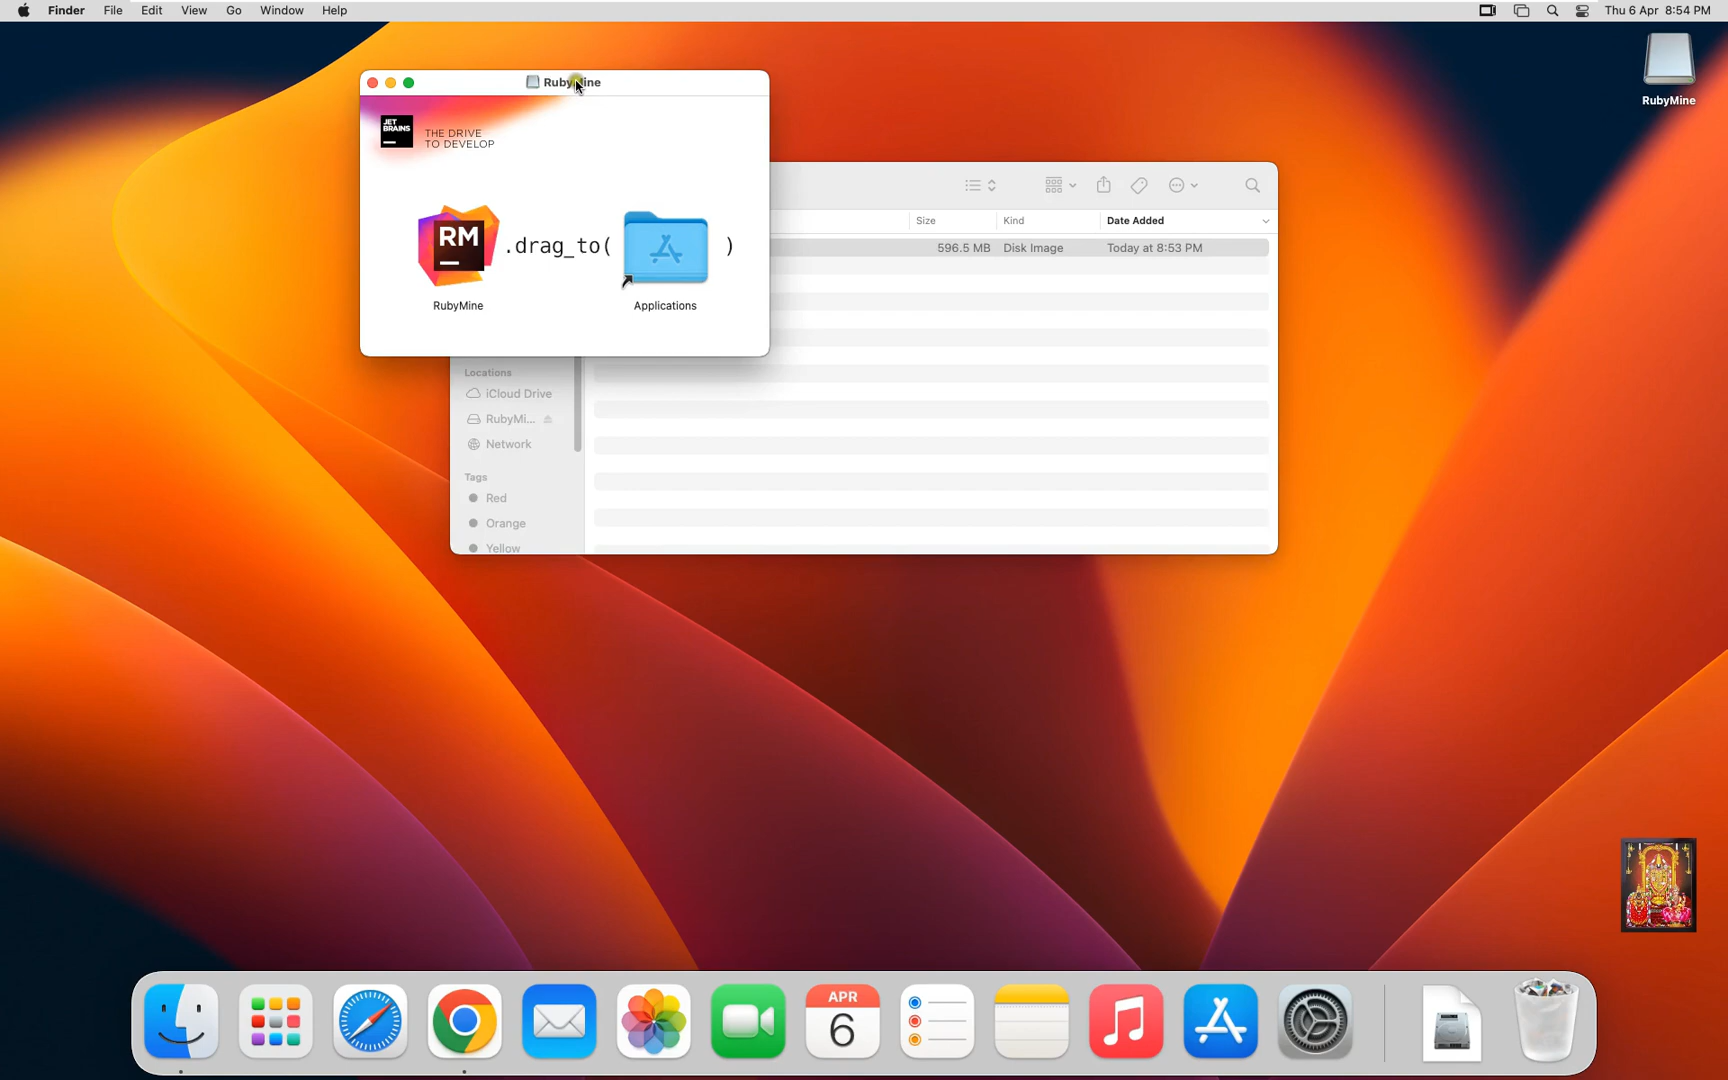 Finder File Edit View Go Window Help Thu 6 Apr 8:54 PM
RubyMine
RubyMine
JET
BRAINS
THE DRIVE
TO DEVELOP
RM
.drag_to( )
RubyMine Applications
Size Kind Date Added
596.5 MB Disk Image Today at 8:53 PM
Locations
iCloud Drive
RubyMi...
Network
Tags
Red
Orange
Yellow
APR
6